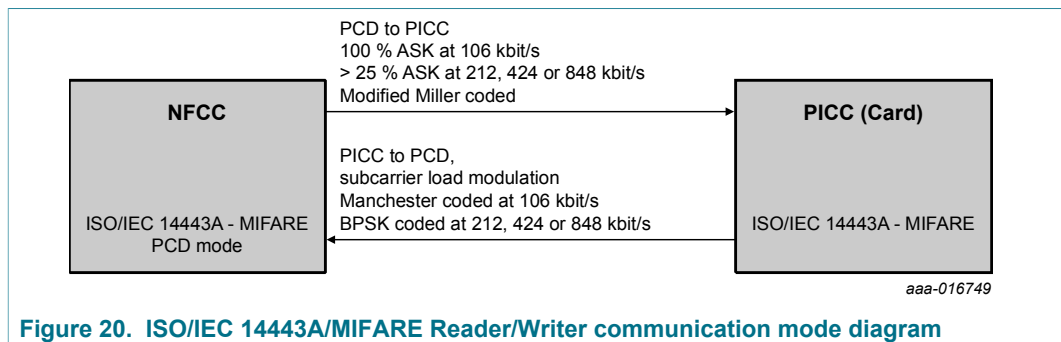 PCD to PICC
100 % ASK at 106 kbit/s
> 25 % ASK at 212, 424 or 848 kbit/s
Modified Miller coded
NFCC
PICC (Card)
PICC to PCD,
subcarrier load modulation
Manchester coded at 106 kbit/s
BPSK coded at 212, 424 or 848 kbit/s
ISO/IEC 14443A - MIFARE
PCD mode
ISO/IEC 14443A - MIFARE
aaa-016749
Figure 20. ISO/IEC 14443A/MIFARE Reader/Writer communication mode diagram